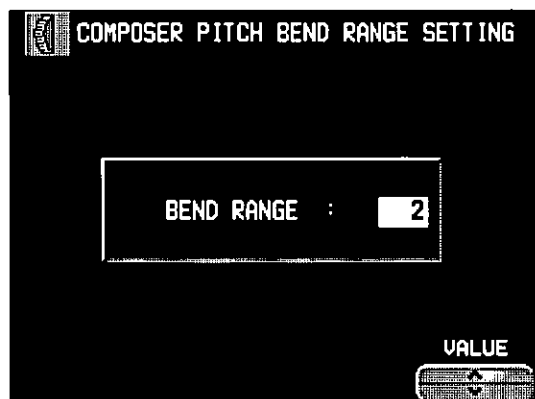 COMPOSER PITCH BEND RANGE SETTING
BEND RANGE : 2
VALUE